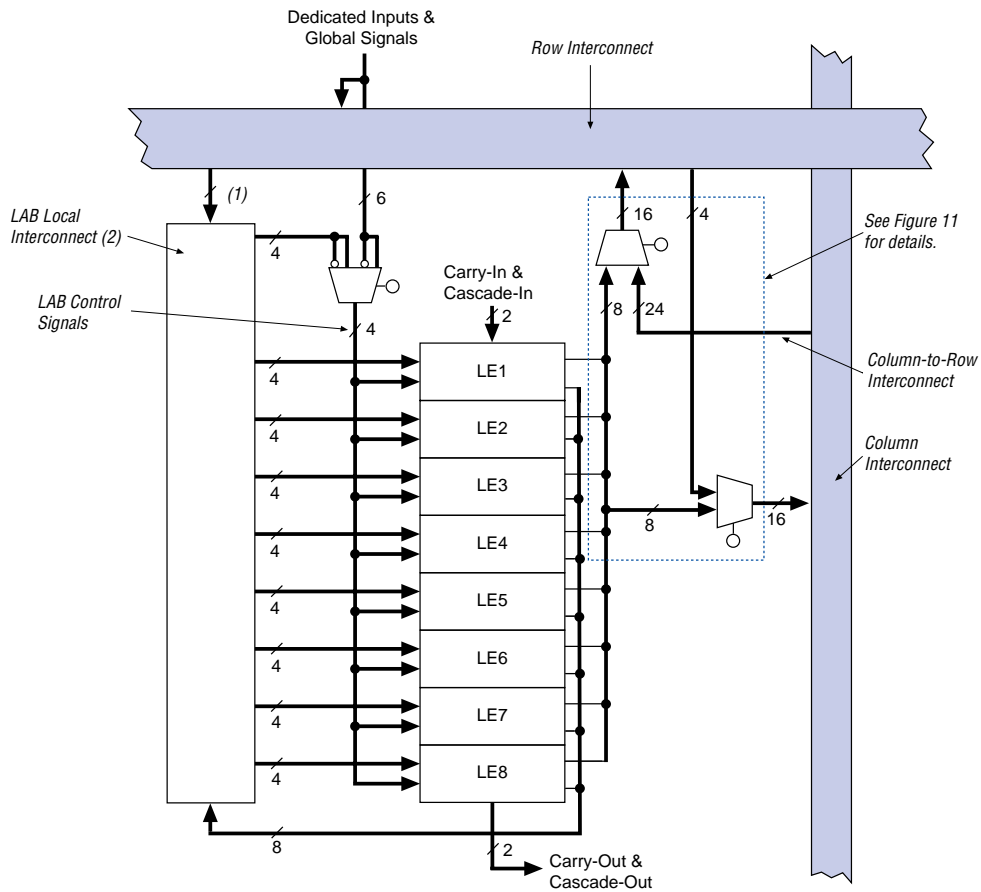 Dedicated Inputs &
Global Signals
Row Interconnect
(1)
6
16
4
LAB Local
Interconnect (2)
4
See Figure 11
for details.
Carry-In &
Cascade-In
LAB Control
Signals
4
2
8
24
LE1
4
Column-to-Row
Interconnect
LE2
4
Column
Interconnect
LE3
4
8
16
LE4
4
LE5
4
LE6
4
LE7
4
LE8
4
8
2
Carry-Out &
Cascade-Out